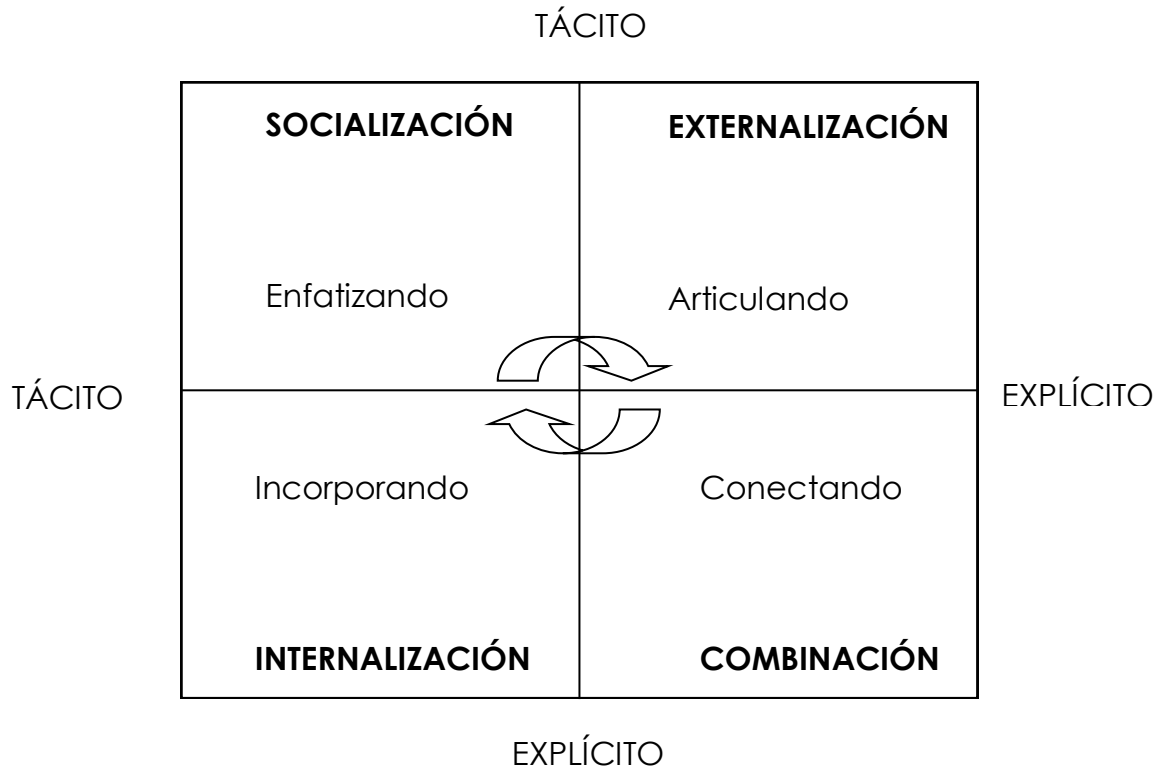 TÁCITO
SOCIALIZACIÓN
EXTERNALIZACIÓN
Enfatizando
Articulando
TÁCITO
EXPLÍCITO
Incorporando
Conectando
INTERNALIZACIÓN
COMBINACIÓN
EXPLÍCITO